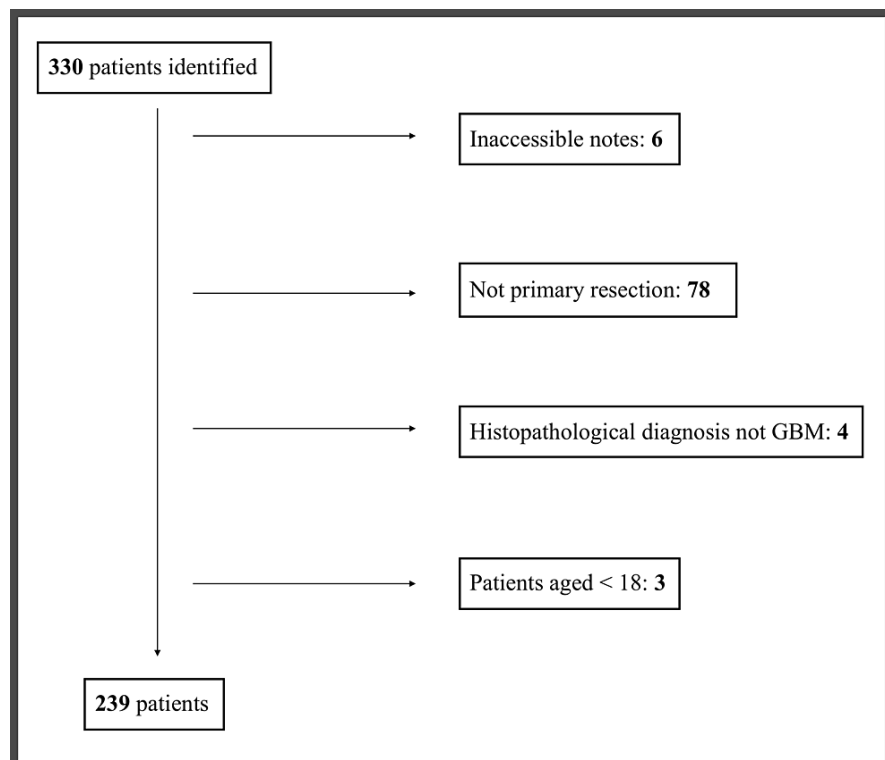 330 patients identified
Inaccessible notes: 6
Not primary resection: 78
Histopathological diagnosis not GBM: 4
Patients aged < 18: 3
239 patients